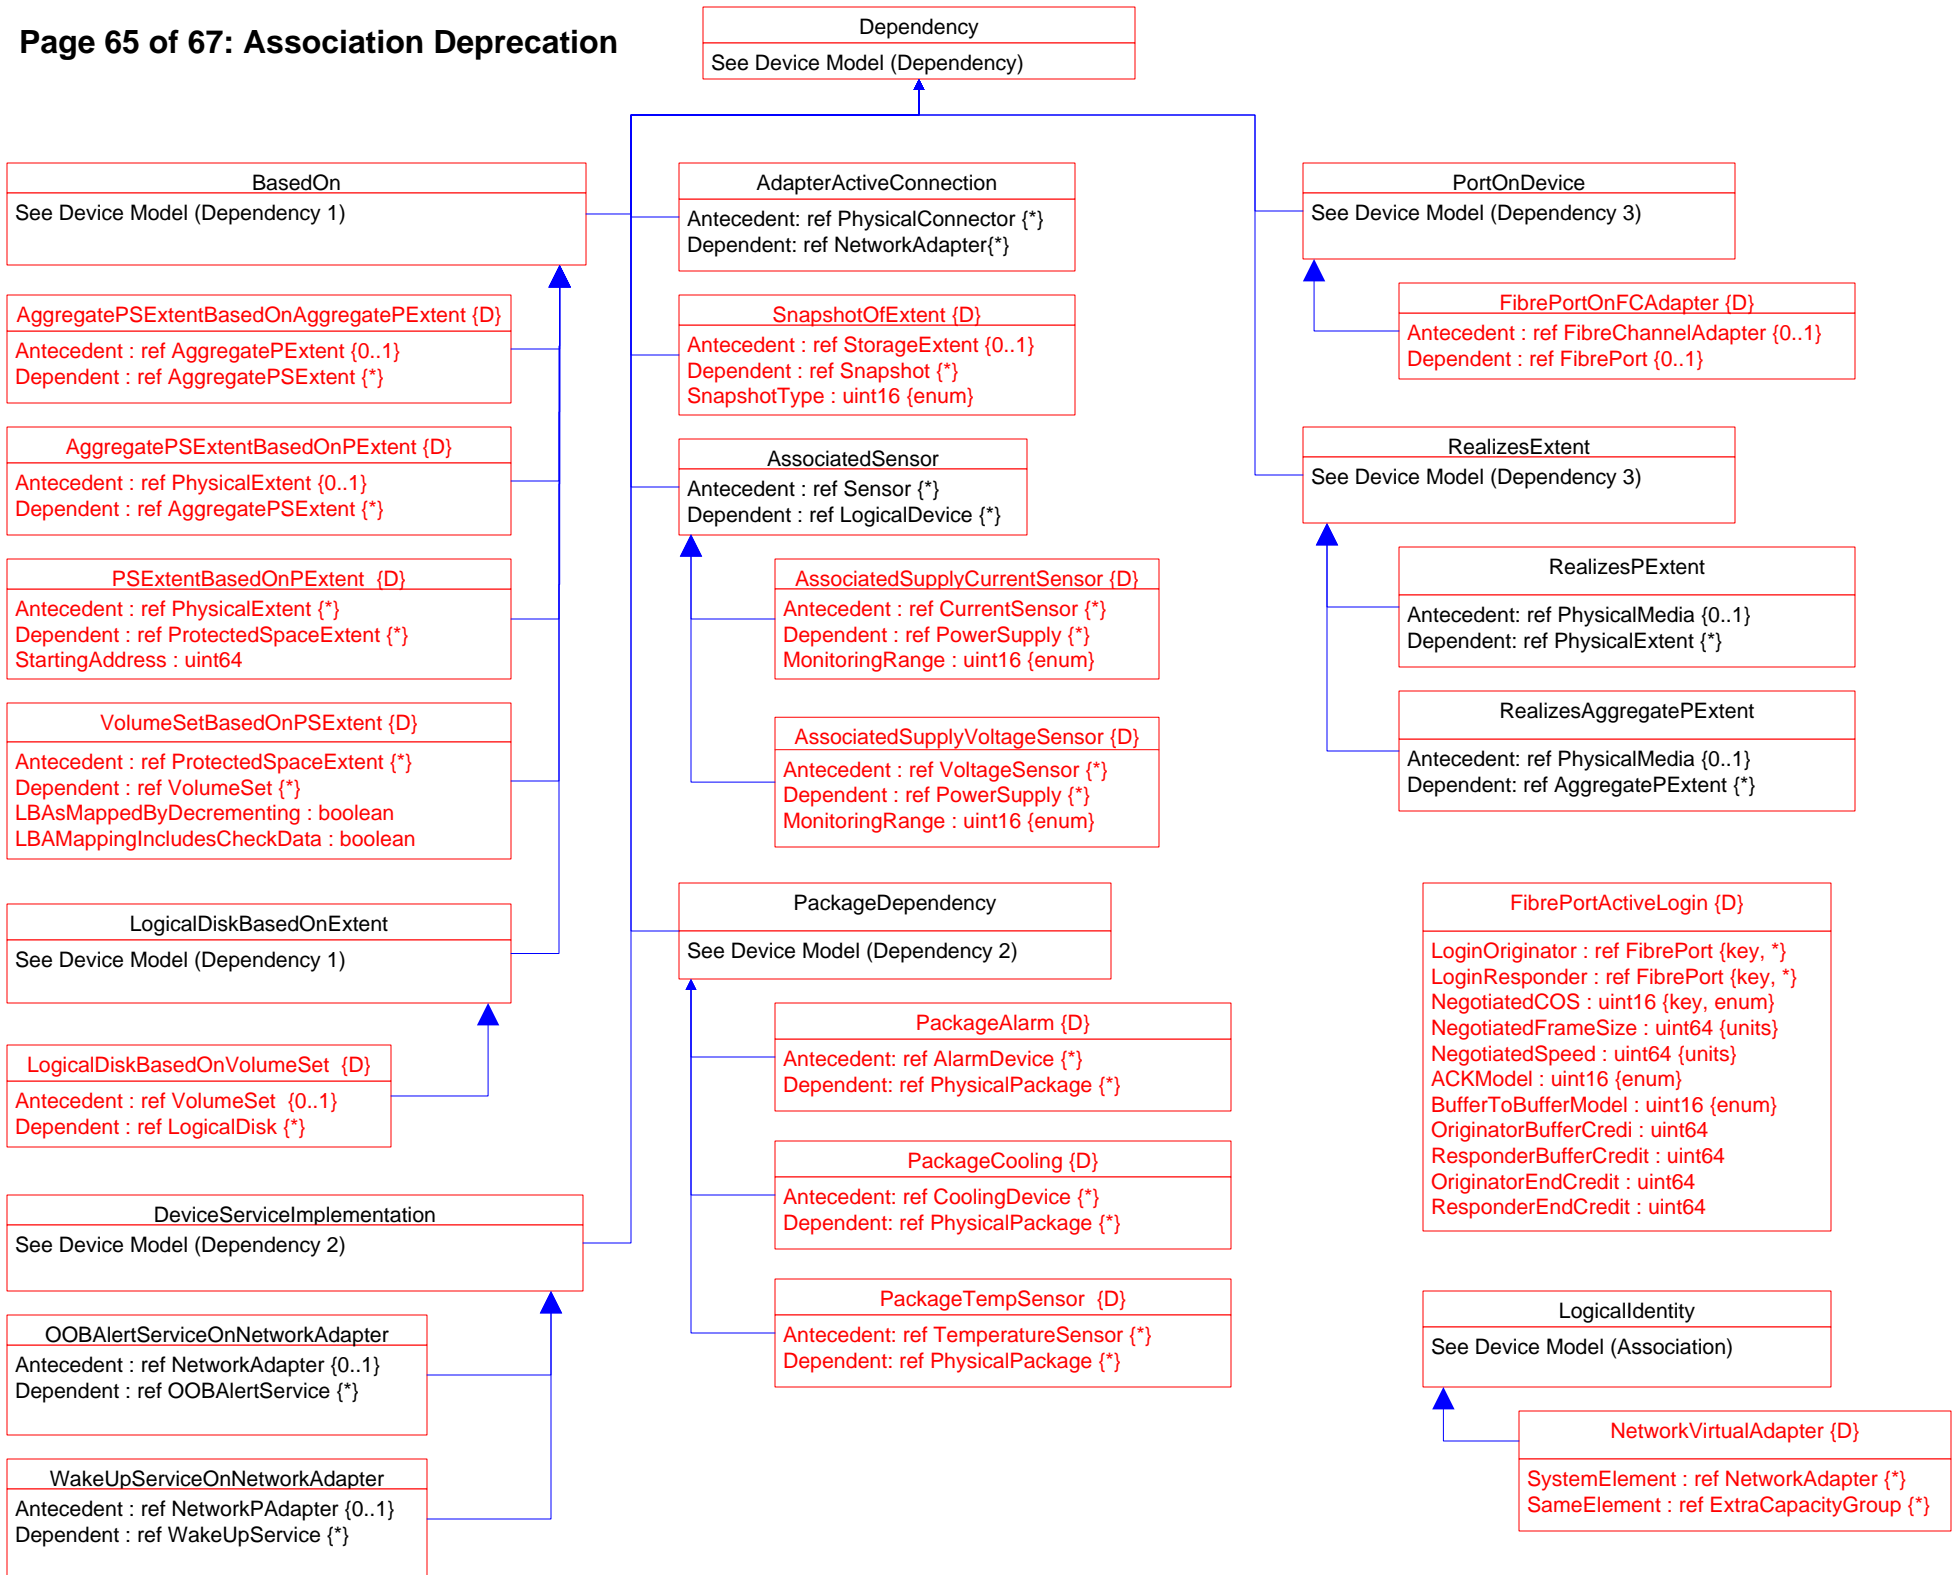 Page 65 of 67: Association Deprecation
Dependency
See Device Model (Dependency)
BasedOn
See Device Model (Dependency 1)
AggregatePSExtentBasedOnAggregatePExtent {D}
Antecedent : ref AggregatePExtent {0..1}
Dependent : ref AggregatePSExtent {*}
AggregatePSExtentBasedOnPExtent {D}
Antecedent : ref PhysicalExtent {0..1}
Dependent : ref AggregatePSExtent {*}
PSExtentBasedOnPExtent {D}
Antecedent : ref PhysicalExtent {*}
Dependent : ref ProtectedSpaceExtent {*}
StartingAddress : uint64
VolumeSetBasedOnPSExtent {D}
Antecedent : ref ProtectedSpaceExtent {*}
Dependent : ref VolumeSet {*}
LBAsMappedByDecrementing : boolean
LBAMappingIncludesCheckData : boolean
LogicalDiskBasedOnExtent
See Device Model (Dependency 1)
LogicalDiskBasedOnVolumeSet {D}
Antecedent : ref VolumeSet {0..1}
Dependent : ref LogicalDisk {*}
DeviceServiceImplementation
See Device Model (Dependency 2)
OOBAlertServiceOnNetworkAdapter
Antecedent : ref NetworkAdapter {0..1}
Dependent : ref OOBAlertService {*}
WakeUpServiceOnNetworkAdapter
Antecedent : ref NetworkPAdapter {0..1}
Dependent : ref WakeUpService {*}
AdapterActiveConnection
Antecedent: ref PhysicalConnector {*}
Dependent: ref NetworkAdapter{*}
SnapshotOfExtent {D}
Antecedent : ref StorageExtent {0..1}
Dependent : ref Snapshot {*}
SnapshotType : uint16 {enum}
AssociatedSensor
Antecedent : ref Sensor {*}
Dependent : ref LogicalDevice {*}
AssociatedSupplyCurrentSensor {D}
Antecedent : ref CurrentSensor {*}
Dependent : ref PowerSupply {*}
MonitoringRange : uint16 {enum}
AssociatedSupplyVoltageSensor {D}
Antecedent : ref VoltageSensor {*}
Dependent : ref PowerSupply {*}
MonitoringRange : uint16 {enum}
PackageDependency
See Device Model (Dependency 2)
PackageAlarm {D}
Antecedent: ref AlarmDevice {*}
Dependent: ref PhysicalPackage {*}
PackageCooling {D}
Antecedent: ref CoolingDevice {*}
Dependent: ref PhysicalPackage {*}
PackageTempSensor {D}
Antecedent: ref TemperatureSensor {*}
Dependent: ref PhysicalPackage {*}
PortOnDevice
See Device Model (Dependency 3)
FibrePortOnFCAdapter {D}
Antecedent : ref FibreChannelAdapter {0..1}
Dependent : ref FibrePort {0..1}
RealizesExtent
See Device Model (Dependency 3)
RealizesPExtent
Antecedent: ref PhysicalMedia {0..1}
Dependent: ref PhysicalExtent {*}
RealizesAggregatePExtent
Antecedent: ref PhysicalMedia {0..1}
Dependent: ref AggregatePExtent {*}
FibrePortActiveLogin {D}
LoginOriginator : ref FibrePort {key, *}
LoginResponder : ref FibrePort {key, *}
NegotiatedCOS : uint16 {key, enum}
NegotiatedFrameSize : uint64 {units}
NegotiatedSpeed : uint64 {units}
ACKModel : uint16 {enum}
BufferToBufferModel : uint16 {enum}
OriginatorBufferCredi : uint64
ResponderBufferCredit : uint64
OriginatorEndCredit : uint64
ResponderEndCredit : uint64
LogicalIdentity
See Device Model (Association)
NetworkVirtualAdapter {D}
SystemElement : ref NetworkAdapter {*}
SameElement : ref ExtraCapacityGroup {*}